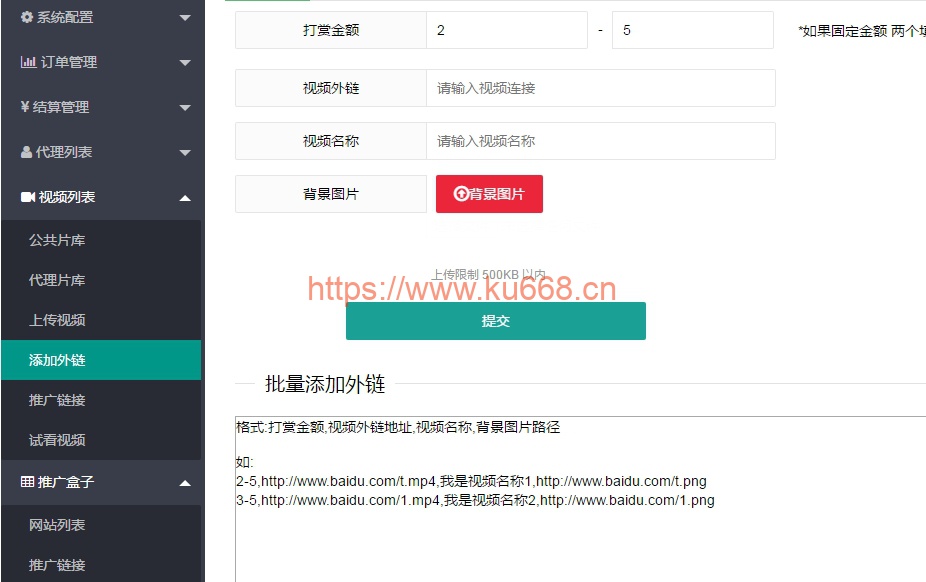 系统配置
订单管理
¥ 结算管理
代理列表
视频列表
公共片库
代理片库
上传视频
添加外链
推广链接
试看视频
推广盒子
网站列表
推广链接
打赏金额 2 - 5 *如果固定金额 两个
视频外链 请输入视频连接
视频名称 请输入视频名称
背景图片 背景图片
上传限制 500KB 以内
https://www.ku668.cn
提交
批量添加外链
格式:打赏金额,视频外链地址,视频名称,背景图片路径
如:
2-5,http://www.baidu.com/t.mp4,我是视频名称1,http://www.baidu.com/t.png
3-5,http://www.baidu.com/1.mp4,我是视频名称2,http://www.baidu.com/1.png